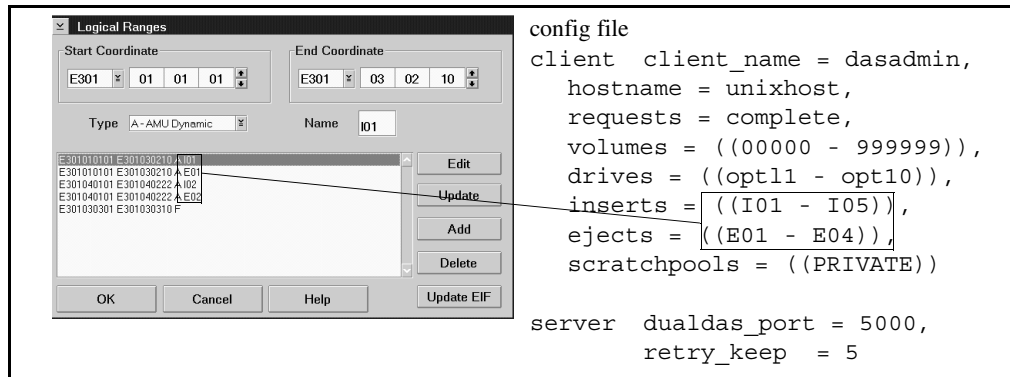 Logical Ranges
Start Coordinate
End Coordinate
E301 01 01 01
E301 03 02 10
Type A - AMU Dynamic
Name I01
E301010101 E301030210 A I01
E301010101 E301030210 A E01
E301040101 E301040222 A I02
E301040101 E301040222 A E02
E301030301 E301030310 F
Edit
Update
Add
Delete
OK Cancel Help Update EIF
config file
client client_name = dasadmin,
hostname = unixhost,
requests = complete,
volumes = ((00000 - 999999)),
drives = ((optl1 - opt10)),
inserts = ((I01 - I05)),
ejects = ((E01 - E04)),
scratchpools = ((PRIVATE))
server dualdas_port = 5000,
retry_keep = 5